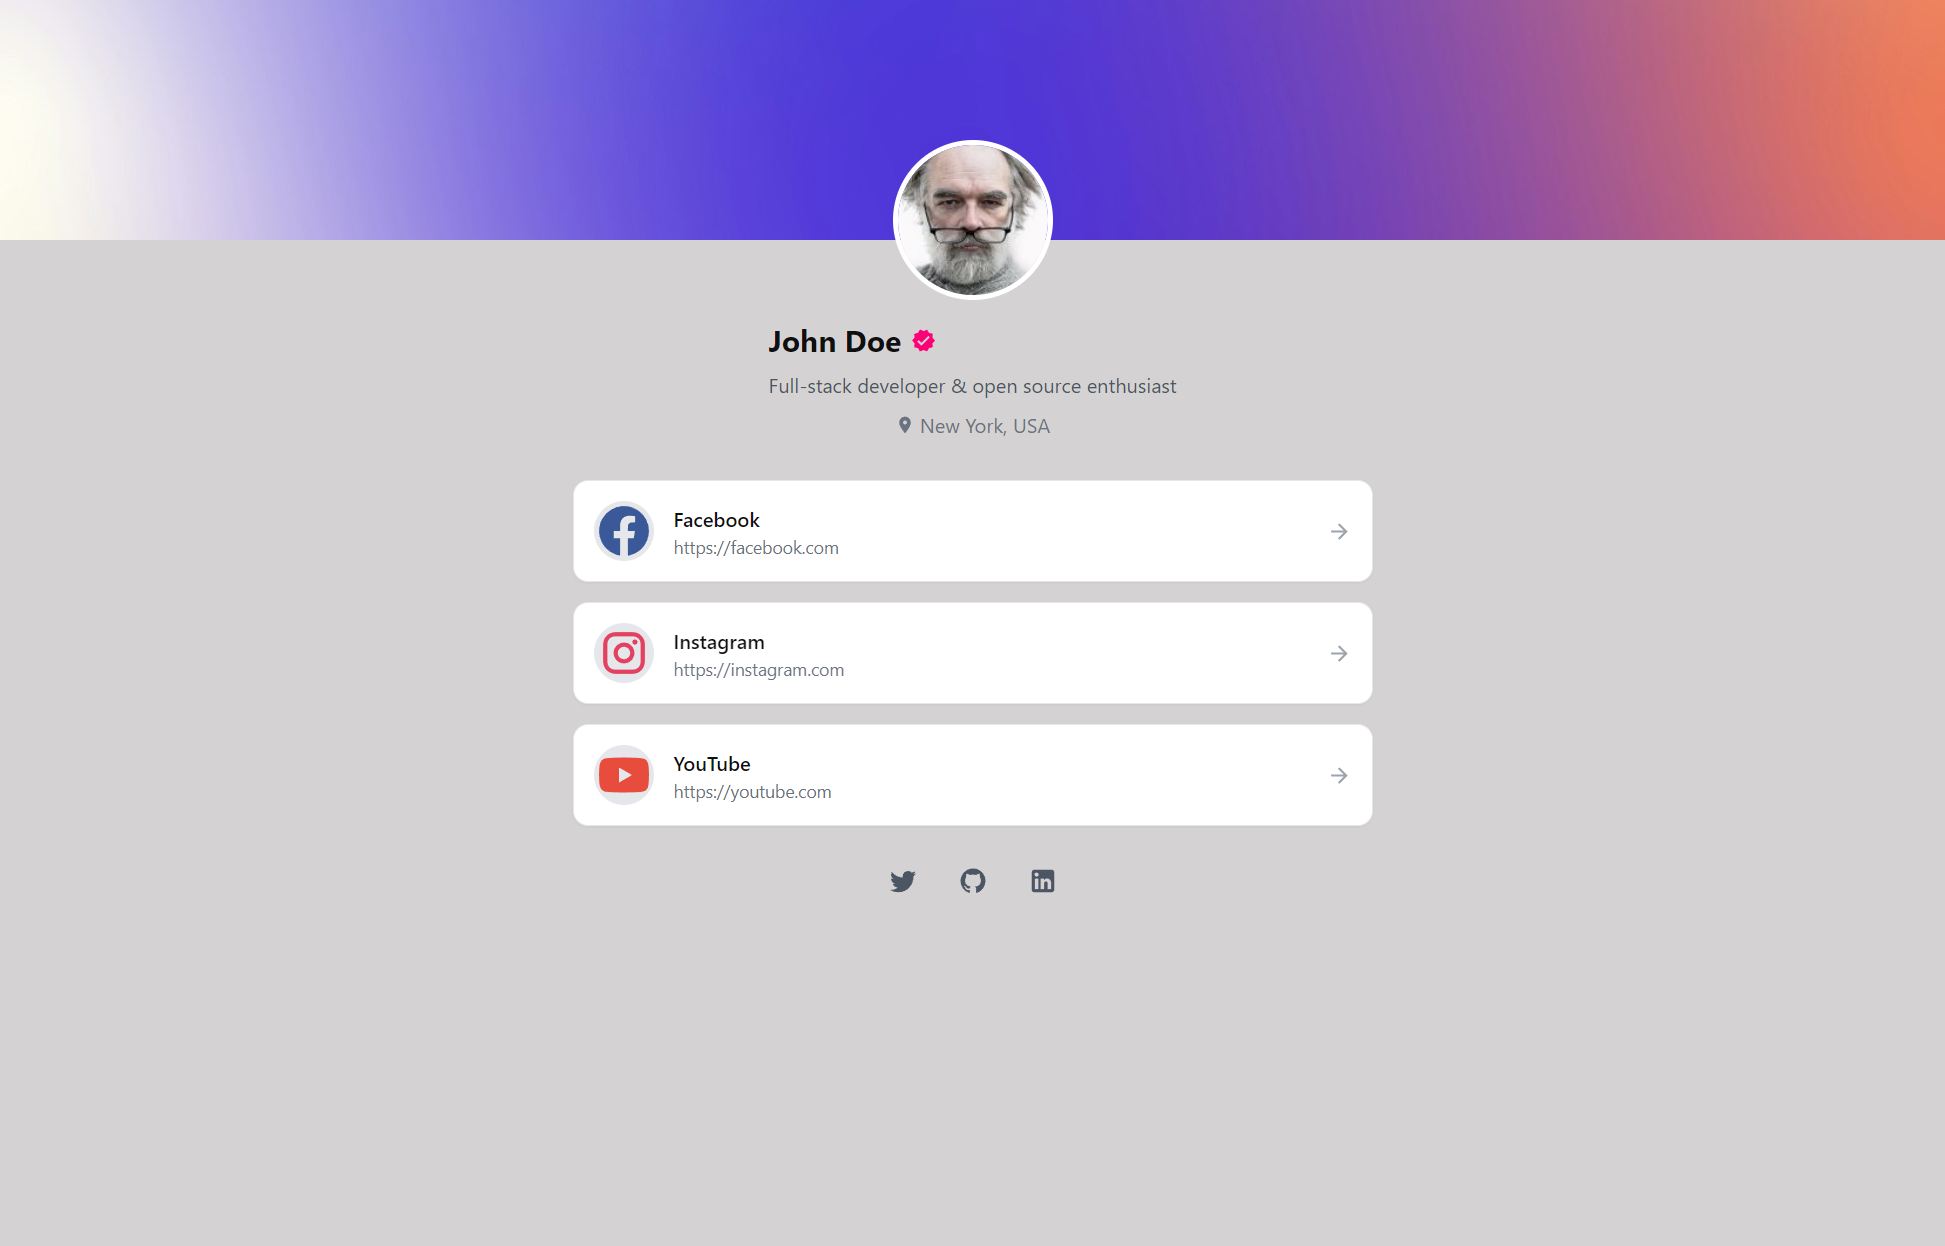 John Doe
Full-stack developer & open source enthusiast
New York, USA
Facebook
https://facebook.com
Instagram
https://instagram.com
YouTube
https://youtube.com